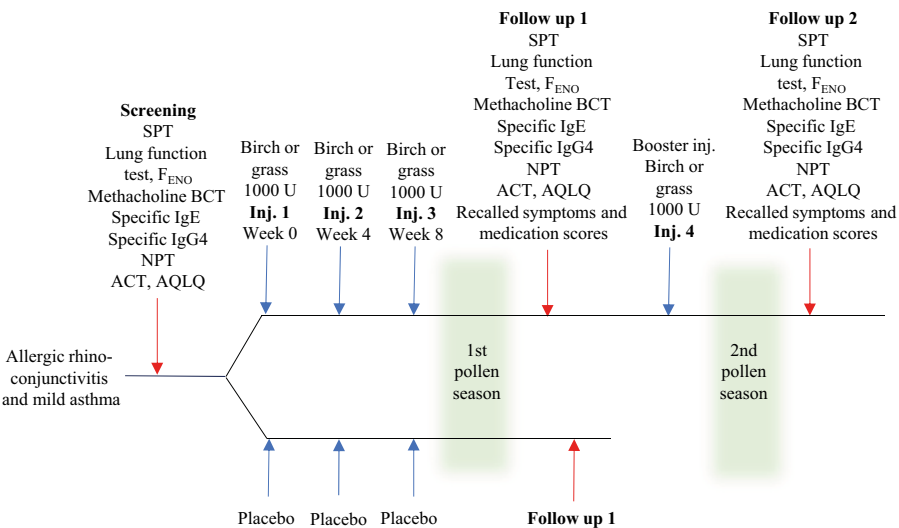 Screening
SPT
Lung function
test, FENO
Methacholine BCT
Specific IgE
Specific IgG4
NPT
ACT, AQLQ
Birch or
grass
1000 U
Inj. 1
Week 0
Birch or
grass
1000 U
Inj. 2
Week 4
Birch or
grass
1000 U
Inj. 3
Week 8
Follow up 1
SPT
Lung function
Test, FENO
Methacholine BCT
Specific IgE
Specific IgG4
NPT
ACT, AQLQ
Recalled symptoms and
medication scores
Booster inj.
Birch or
grass
1000 U
Inj. 4
Follow up 2
SPT
Lung function
test, FENO
Methacholine BCT
Specific IgE
Specific IgG4
NPT
ACT, AQLQ
Recalled symptoms and
medication scores
Allergic rhino-
conjunctivitis
and mild asthma
1st
pollen
season
2nd
pollen
season
Placebo
Placebo
Placebo
Follow up 1